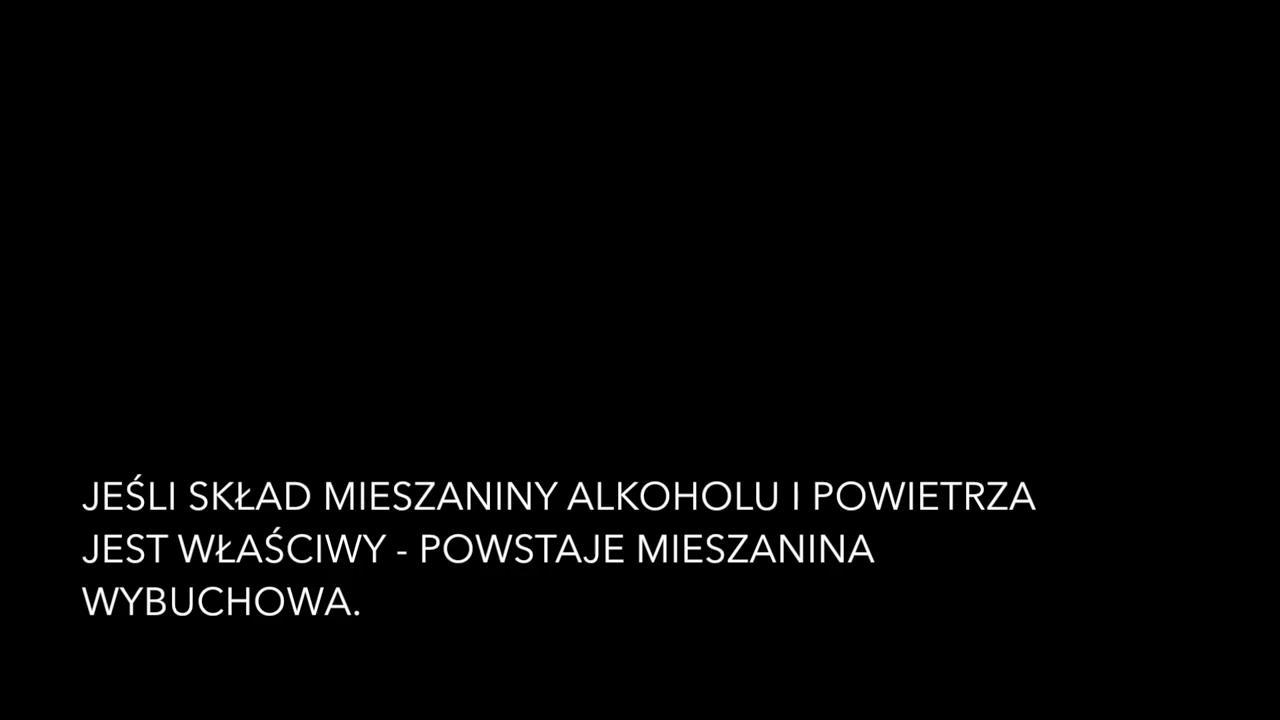 JEŚLI SKŁAD MIESZANINY ALKOHOLU I POWIETRZA
JEST WŁAŚCIWY - POWSTAJE MIESZANINA
WYBUCHOWA.